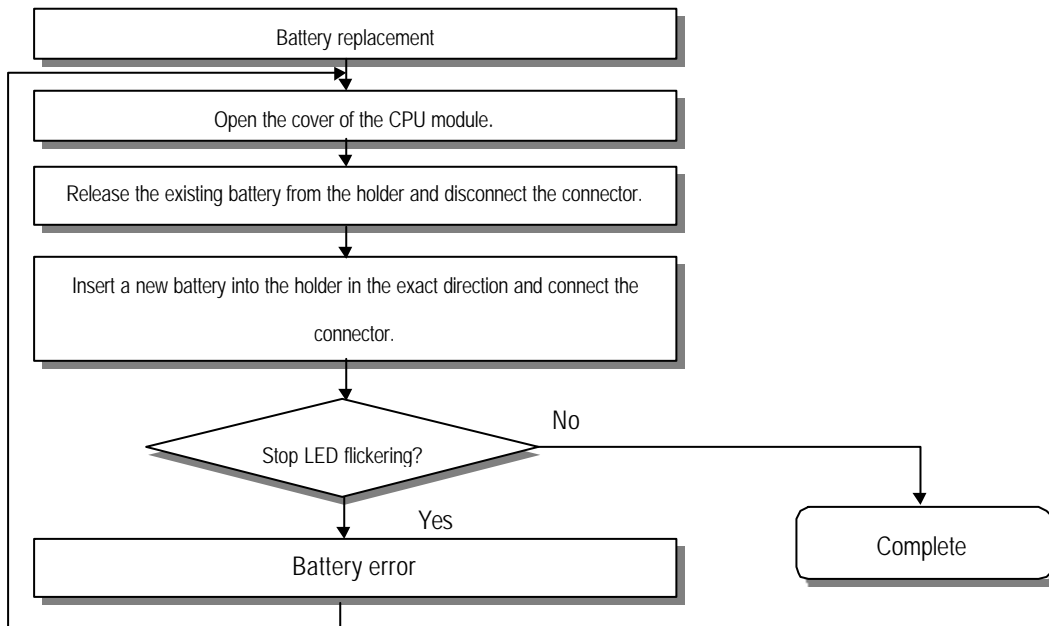 Battery replacement
Open the cover of the CPU module.
Release the existing battery from the holder and disconnect the connector.
Insert a new battery into the holder in the exact direction and connect the
connector.
No
Stop LED flickering?
Yes
Complete
Battery error